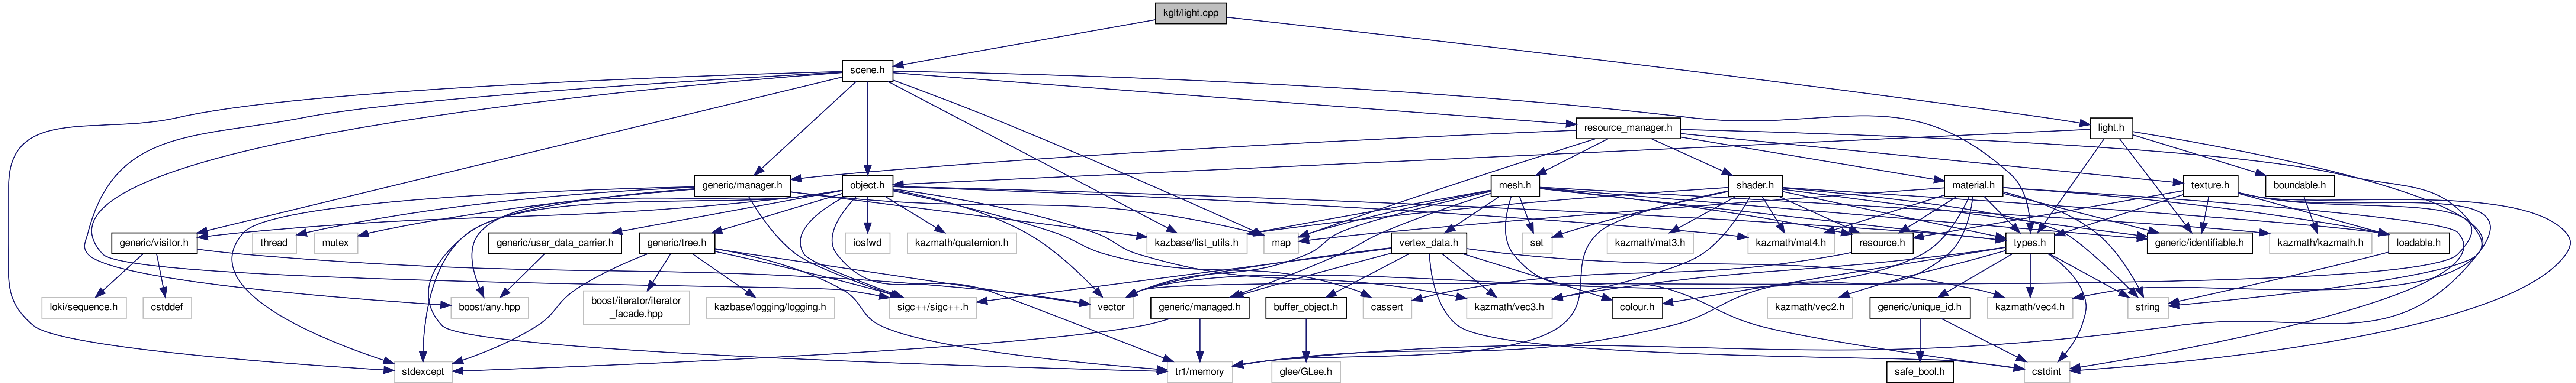 kglt/light.cpp
scene.h
resource_manager.h
light.h
generic/manager.h
object.h
mesh.h
shader.h
material.h
texture.h
boundable.h
generic/visitor.h
thread
mutex
generic/user_data_carrier.h
generic/tree.h
iosfwd
kazmath/quaternion.h
kazbase/list_utils.h
map
vertex_data.h
set
kazmath/mat3.h
kazmath/mat4.h
resource.h
types.h
generic/identifiable.h
kazmath/kazmath.h
loadable.h
loki/sequence.h
cstddef
boost/any.hpp
boost/iterator/iterator
_facade.hpp
kazbase/logging/logging.h
sigc++/sigc++.h
vector
generic/managed.h
buffer_object.h
cassert
kazmath/vec3.h
colour.h
kazmath/vec2.h
generic/unique_id.h
kazmath/vec4.h
string
stdexcept
tr1/memory
glee/GLee.h
safe_bool.h
cstdint